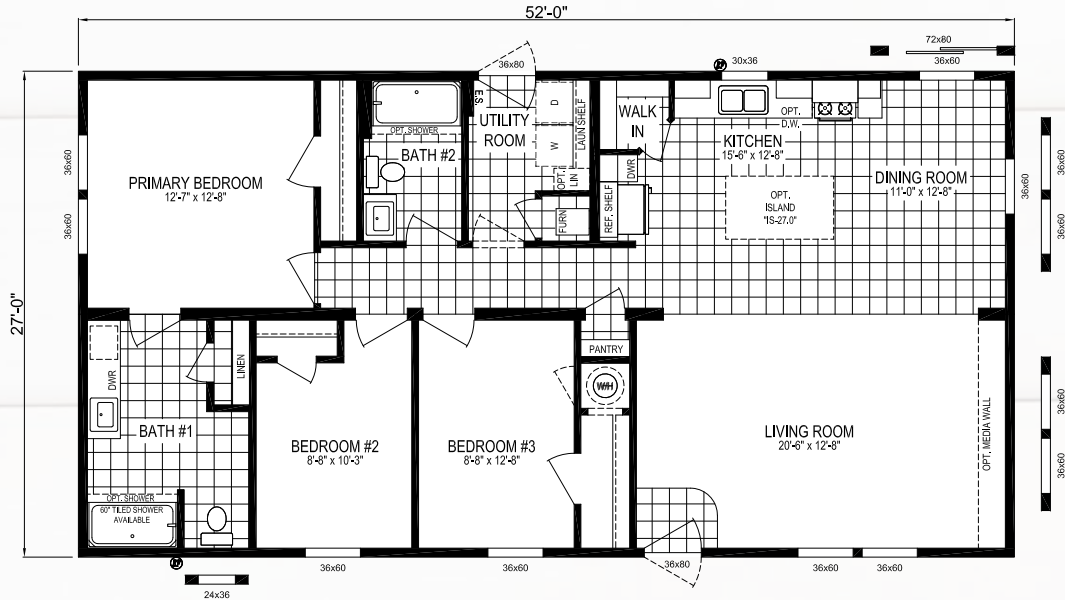 52'-0"
72x80
36x80
30x36
36x60
E.S.
D
W
LAUN SHELF
UTILITY
ROOM
OPT.
LIN
FURN
WALK
IN
OPT.
D.W.
KITCHEN
15'-6" x 12'-8"
DWR
REF. SHELF
OPT.
ISLAND
"IS-27.0"
DINING ROOM
11'-0" x 12'-8"
36x60
36x60
36x60
36x60
36x60
PRIMARY BEDROOM
12'-7" x 12'-8"
OPT. SHOWER
BATH #2
27'-0"
DWR
LINEN
BATH #1
OPT. SHOWER
60" TILED SHOWER
AVAILABLE
BEDROOM #2
8'-8" x 10'-3"
BEDROOM #3
8'-8" x 12'-8"
PANTRY
W/H
LIVING ROOM
20'-6" x 12'-8"
OPT. MEDIA WALL
36x60
36x60
24x36
36x60
36x60
36x80
36x60
36x60